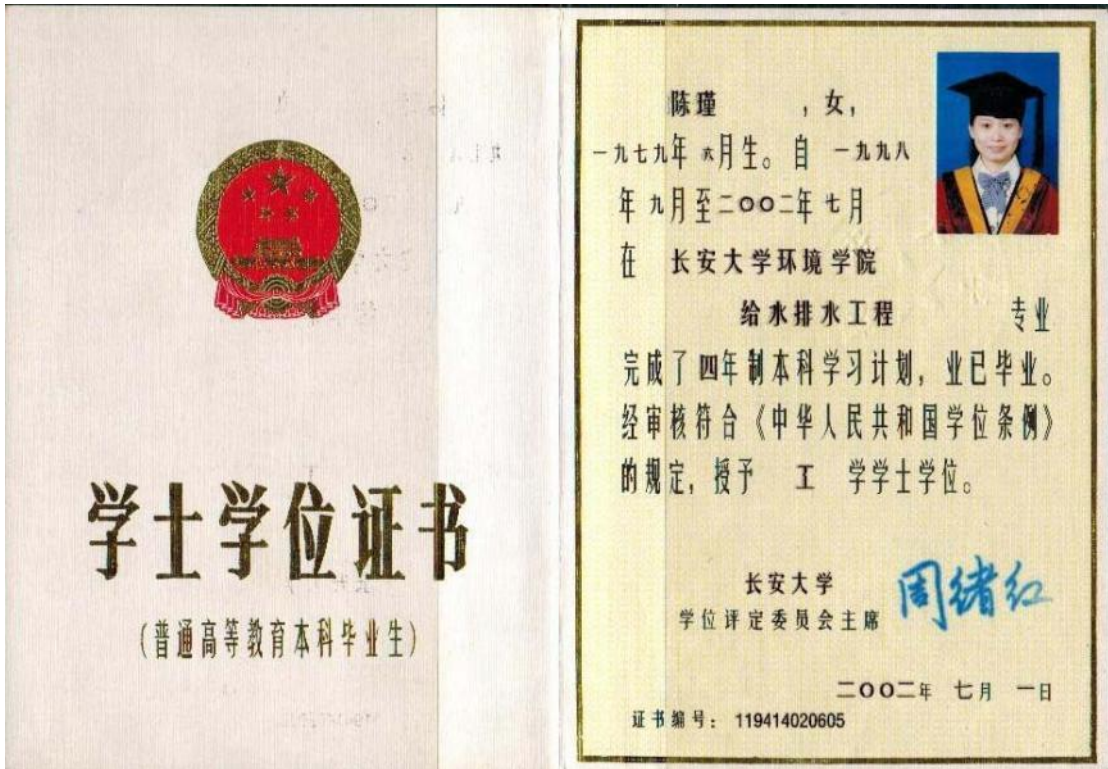 学士学位证书
(普通高等教育本科毕业生)
陈瑾 ，女，
一九七九年 六月生。自 一九九八
年 九月至二〇〇二年 七月
在 长安大学环境学院
给水排水工程 专业
完成了四年制本科学习计划，业已毕业。
经审核符合《中华人民共和国学位条例》
的规定，授予 工 学学士学位。
长安大学
学位评定委员会主席 周绪红
二〇〇二年 七月 一日
证书编号：119414020605